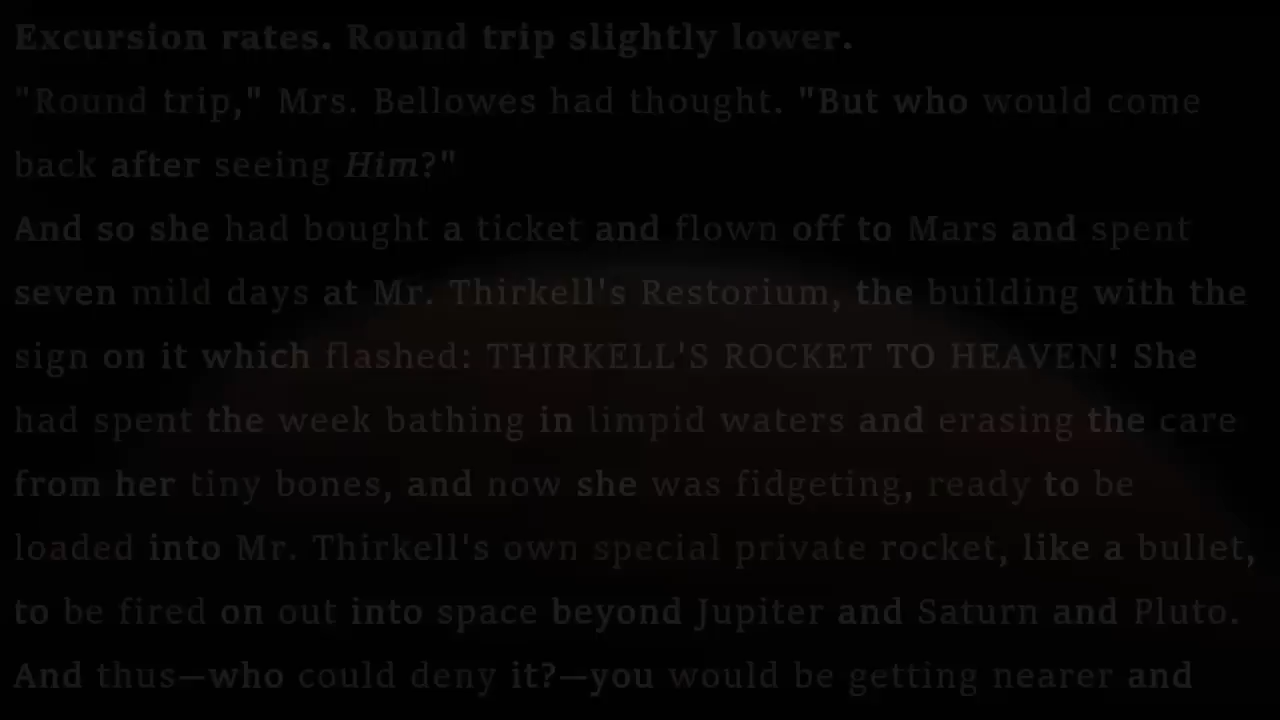 Excursion rates. Round trip slightly lower.
"Round trip," Mrs. Bellowes had thought. "But who would come
back after seeing Him?"
And so she had bought a ticket and flown off to Mars and spent
seven mild days at Mr. Thirkell's Restorium, the building with the
sign on it which flashed: THIRKELL'S ROCKET TO HEAVEN! She
had spent the week bathing in limpid waters and erasing the care
from her tiny bones, and now she was fidgeting, ready to be
loaded into Mr. Thirkell's own special private rocket, like a bullet,
to be fired on out into space beyond Jupiter and Saturn and Pluto.
And thus—who could deny it?—you would be getting nearer and